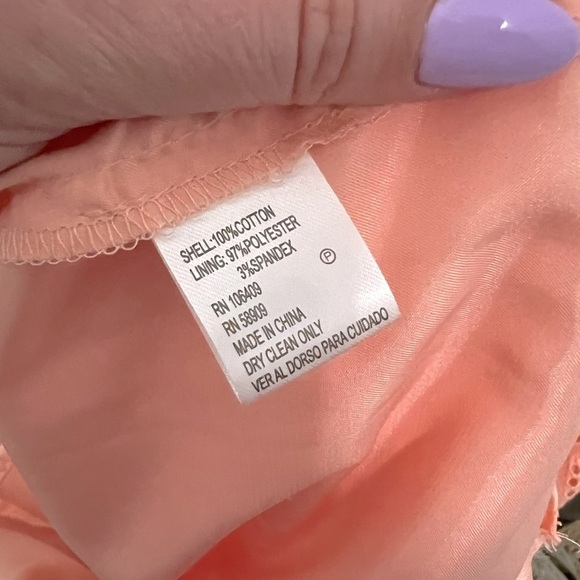 SHELL:100%COTTON
LINING: 97%POLYESTER
3%SPANDEX
P
RN 106409
RN 58909
MADE IN CHINA
DRY CLEAN ONLY
VER AL DORSO PARA CUIDADO